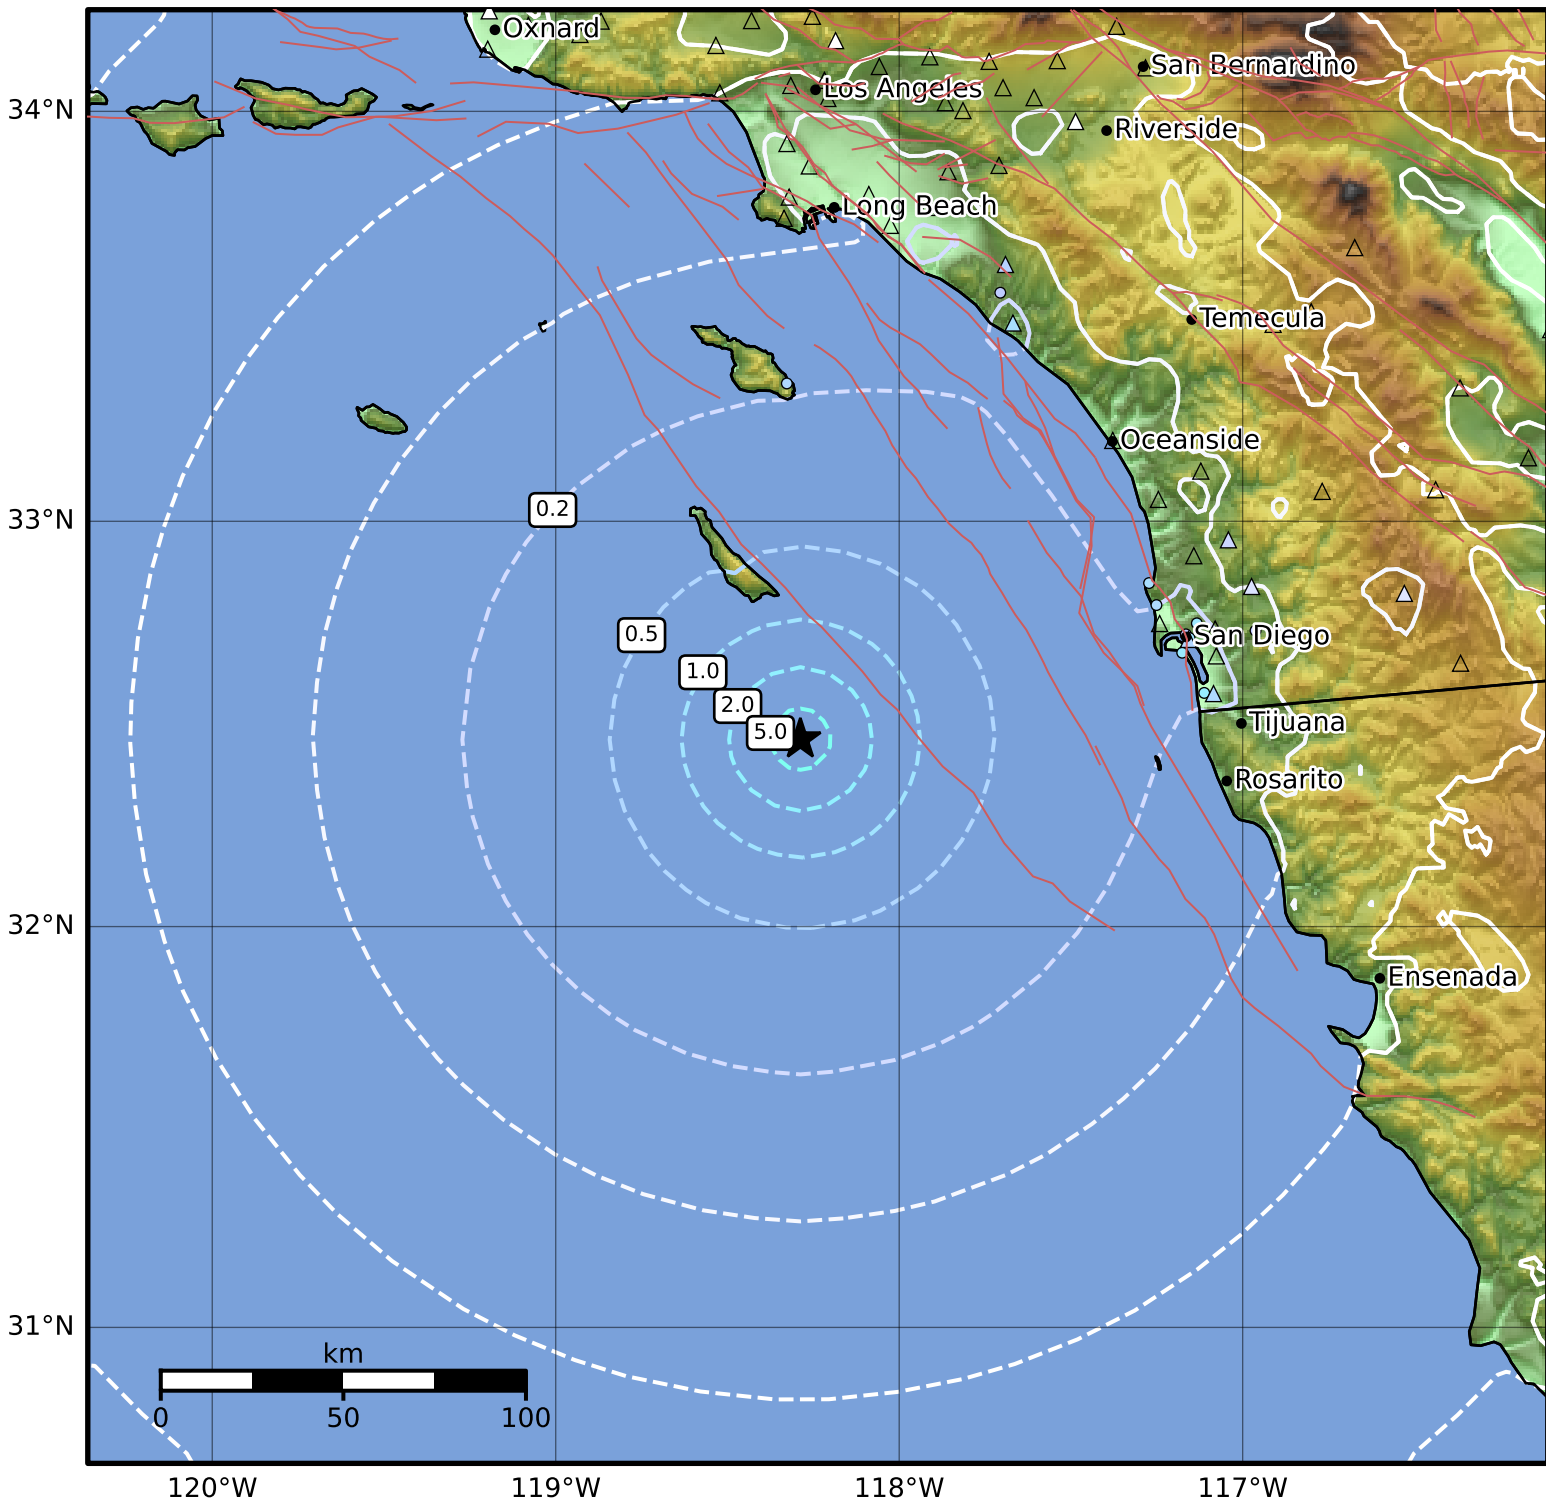 Oxnard
San Bernardino
Los Angeles
34°N
Riverside
Long Beach
Temecula
Oceanside
0.2
33°N
0.5
San Diego
1.0
2.0
5.0
Tijuana
Rosarito
32°N
Ensenada
31°N
km
0 50 100
120°W 119°W 118°W 117°W